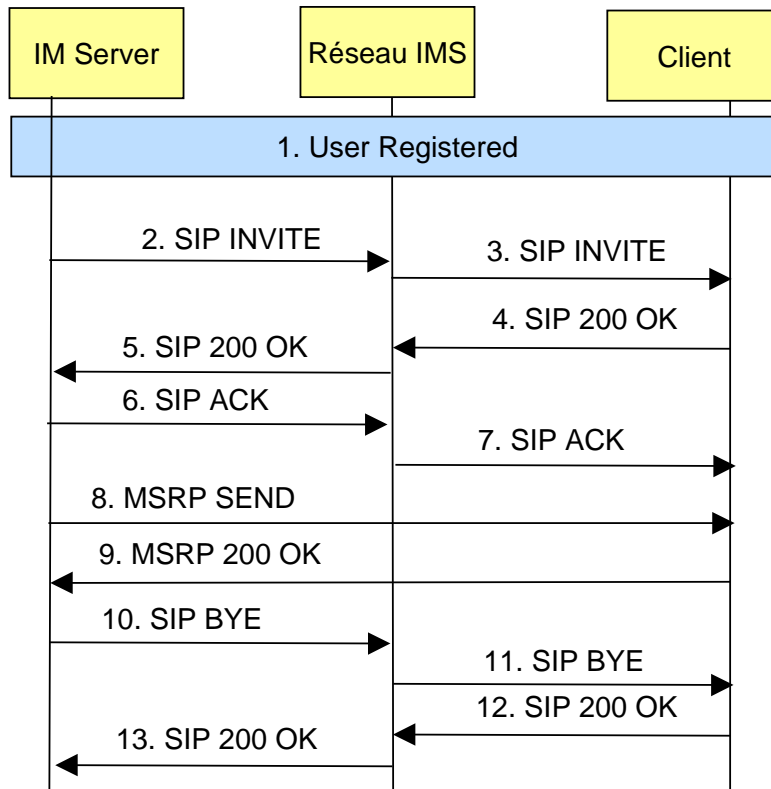 IM Server
Réseau IMS
Client
1. User Registered
2. SIP INVITE
3. SIP INVITE
4. SIP 200 OK
5. SIP 200 OK
6. SIP ACK
7. SIP ACK
8. MSRP SEND
9. MSRP 200 OK
10. SIP BYE
11. SIP BYE
12. SIP 200 OK
13. SIP 200 OK